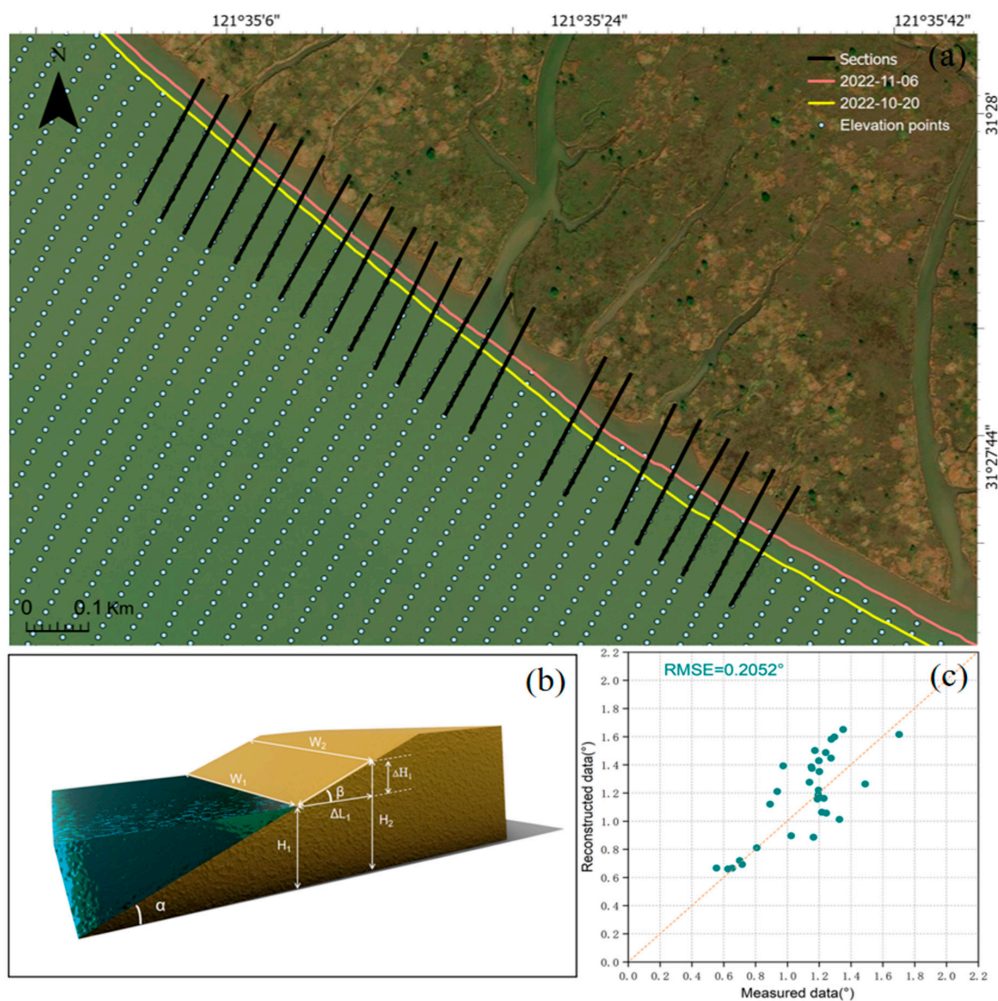 121°35'6"
121°35'24"
121°35'42"
(a)
N
Sections
2022-11-06
2022-10-20
Elevation points
31°28'
31°27'44"
0 0.1 Km
(b)
W₂
W₁
ΔH₁
β
ΔL₁
H₁
H₂
α
RMSE=0.2052°
(c)
Reconstructed data(°)
2.2
2.0
1.8
1.6
1.4
1.2
1.0
0.8
0.6
0.4
0.2
0.0
0.0 0.2 0.4 0.6 0.8 1.0 1.2 1.4 1.6 1.8 2.0 2.2
Measured data(°)